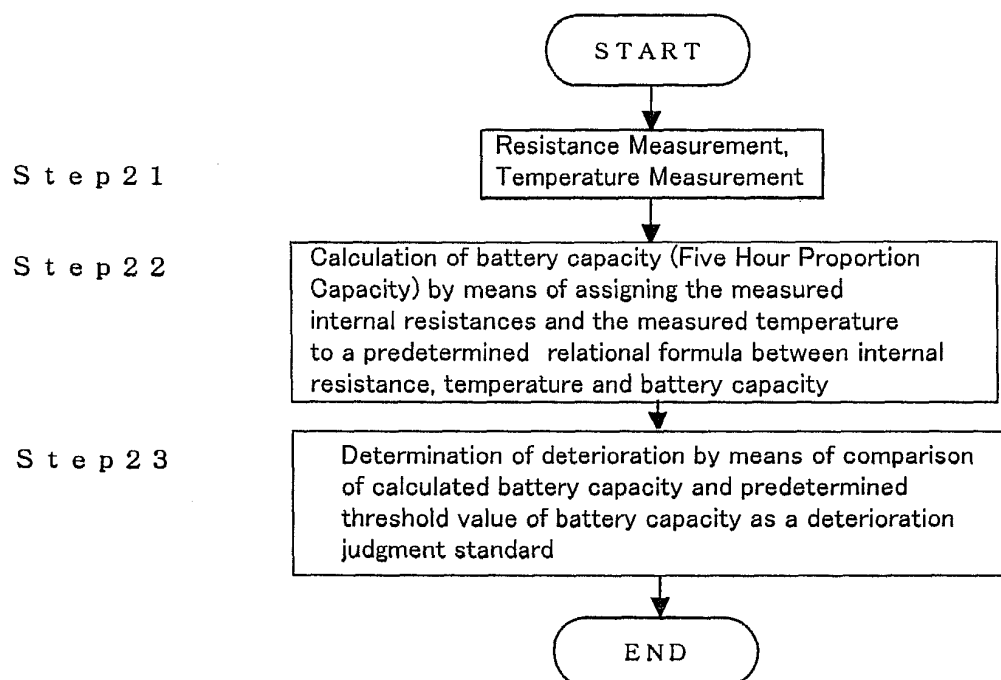 START
Step21
Resistance Measurement,
Temperature Measurement
Step22
Calculation of battery capacity (Five Hour Proportion
Capacity) by means of assigning the measured
internal resistances and the measured temperature
to a predetermined relational formula between internal
resistance, temperature and battery capacity
Step23
Determination of deterioration by means of comparison
of calculated battery capacity and predetermined
threshold value of battery capacity as a deterioration
judgment standard
END